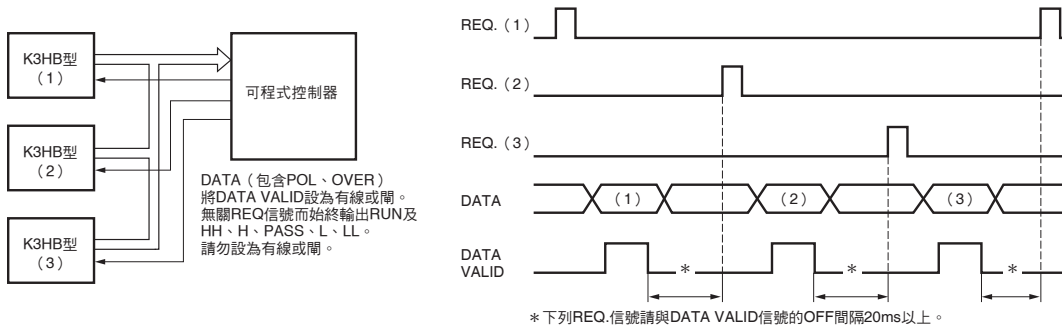 K3HB型
(1)
K3HB型
(2)
K3HB型
(3)
可程式控制器
DATA（包含POL、OVER）
將DATA VALID設為有線或閘。
無關REQ信號而始終輸出RUN及
HH、H、PASS、L、LL。
請勿設為有線或閘。
REQ.（1）
REQ.（2）
REQ.（3）
DATA
（1）
（2）
（3）
DATA
VALID
＊
＊
＊
＊下列REQ.信號請與DATA VALID信號的OFF間隔20ms以上。